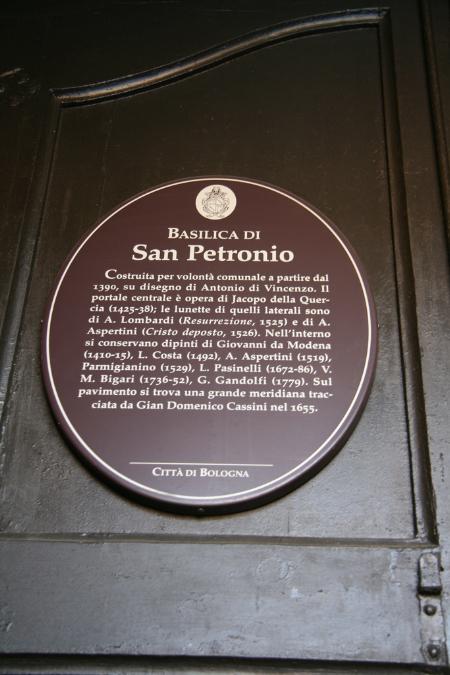 BASILICA DI
San Petronio
Costruita per volontà comunale a partire dal
1390, su disegno di Antonio di Vincenzo. Il
portale centrale è opera di Jacopo della Quer-
cia (1425-38); le lunette di quelli laterali sono
di A. Lombardi (Resurrezione, 1525) e di A.
Aspertini (Cristo deposto, 1526). Nell'interno
si conservano dipinti di Giovanni da Modena
(1410-15), L. Costa (1492), A. Aspertini (1519),
Parmigianino (1529), L. Pasinelli (1672-86), V.
M. Bigari (1736-52), G. Gandolfi (1779). Sul
pavimento si trova una grande meridiana trac-
ciata da Gian Domenico Cassini nel 1655.
CITTÀ DI BOLOGNA